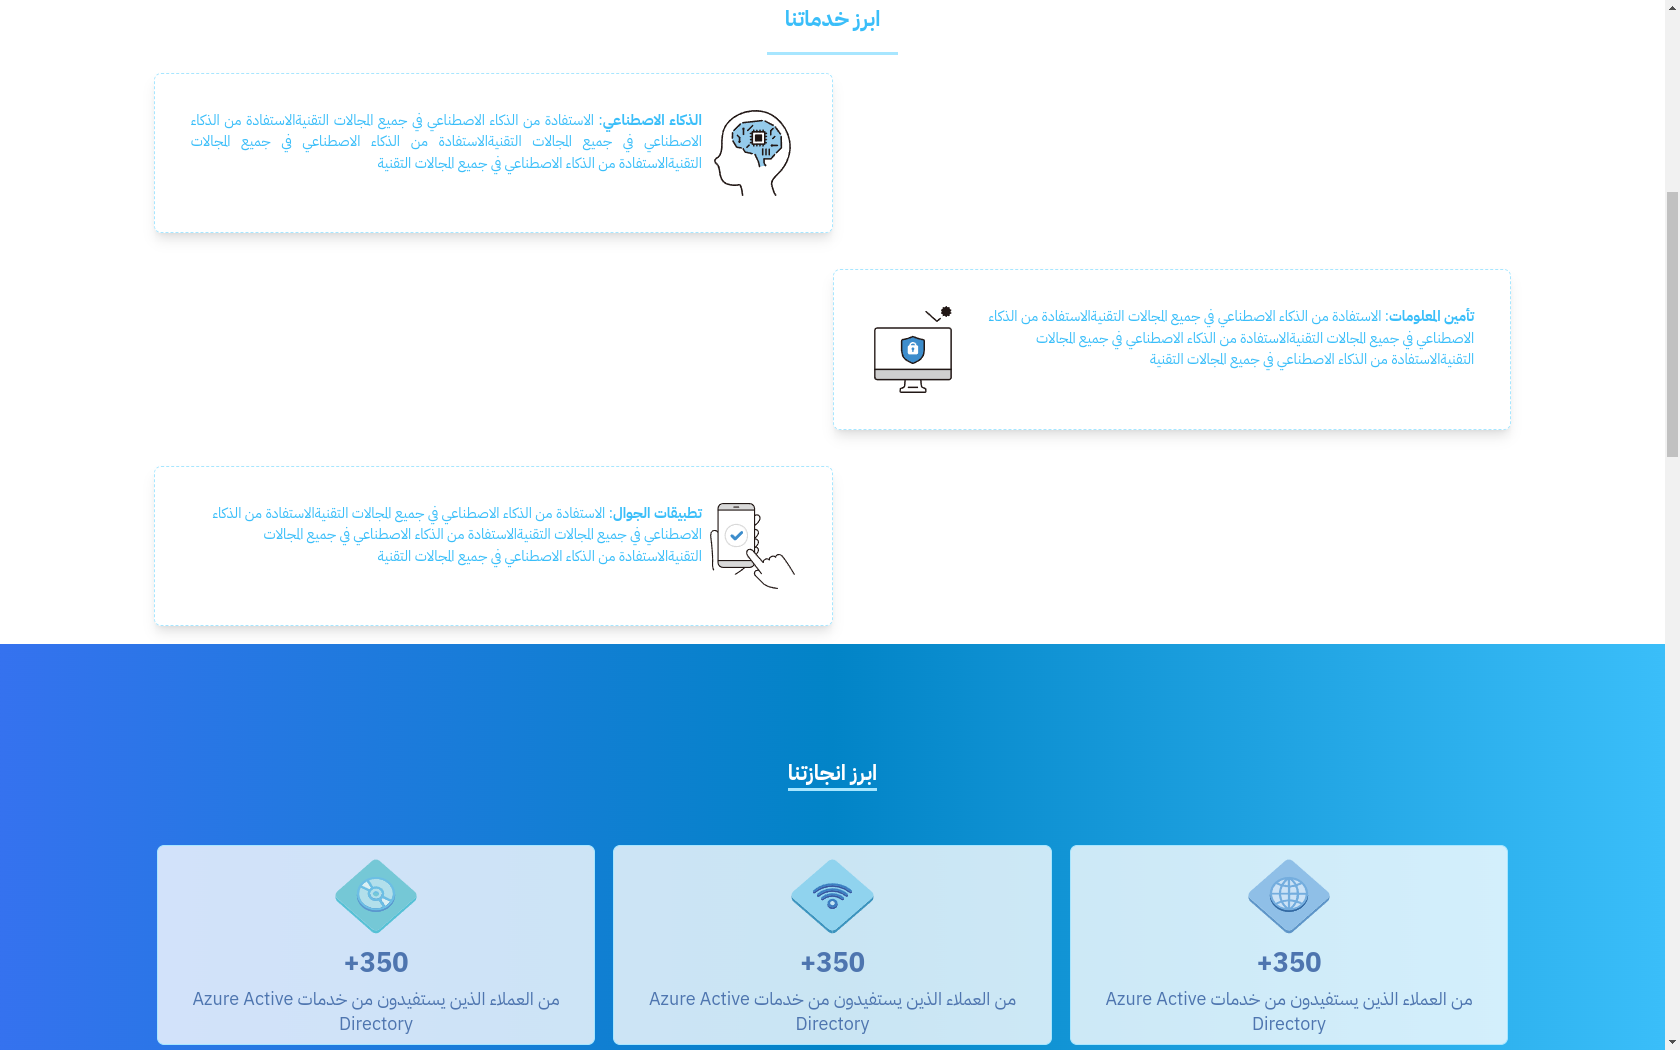 ابرز خدماتنا
الذكاء الاصطناعي: الاستفادة من الذكاء الاصطناعي في جميع المجالات التقنيةالاستفادة من الذكاء
الاصطناعي في جميع المجالات التقنيةالاستفادة من الذكاء الاصطناعي في جميع المجالات
التقنيةالاستفادة من الذكاء الاصطناعي في جميع المجالات التقنية
تأمين المعلومات: الاستفادة من الذكاء الاصطناعي في جميع المجالات التقنيةالاستفادة من الذكاء
الاصطناعي في جميع المجالات التقنيةالاستفادة من الذكاء الاصطناعي في جميع المجالات
التقنيةالاستفادة من الذكاء الاصطناعي في جميع المجالات التقنية
تطبيقات الجوال: الاستفادة من الذكاء الاصطناعي في جميع المجالات التقنيةالاستفادة من الذكاء
الاصطناعي في جميع المجالات التقنيةالاستفادة من الذكاء الاصطناعي في جميع المجالات
التقنيةالاستفادة من الذكاء الاصطناعي في جميع المجالات التقنية
ابرز انجازتنا
+350
من العملاء الذين يستفيدون من خدمات Azure Active
Directory
+350
من العملاء الذين يستفيدون من خدمات Azure Active
Directory
+350
من العملاء الذين يستفيدون من خدمات Azure Active
Directory